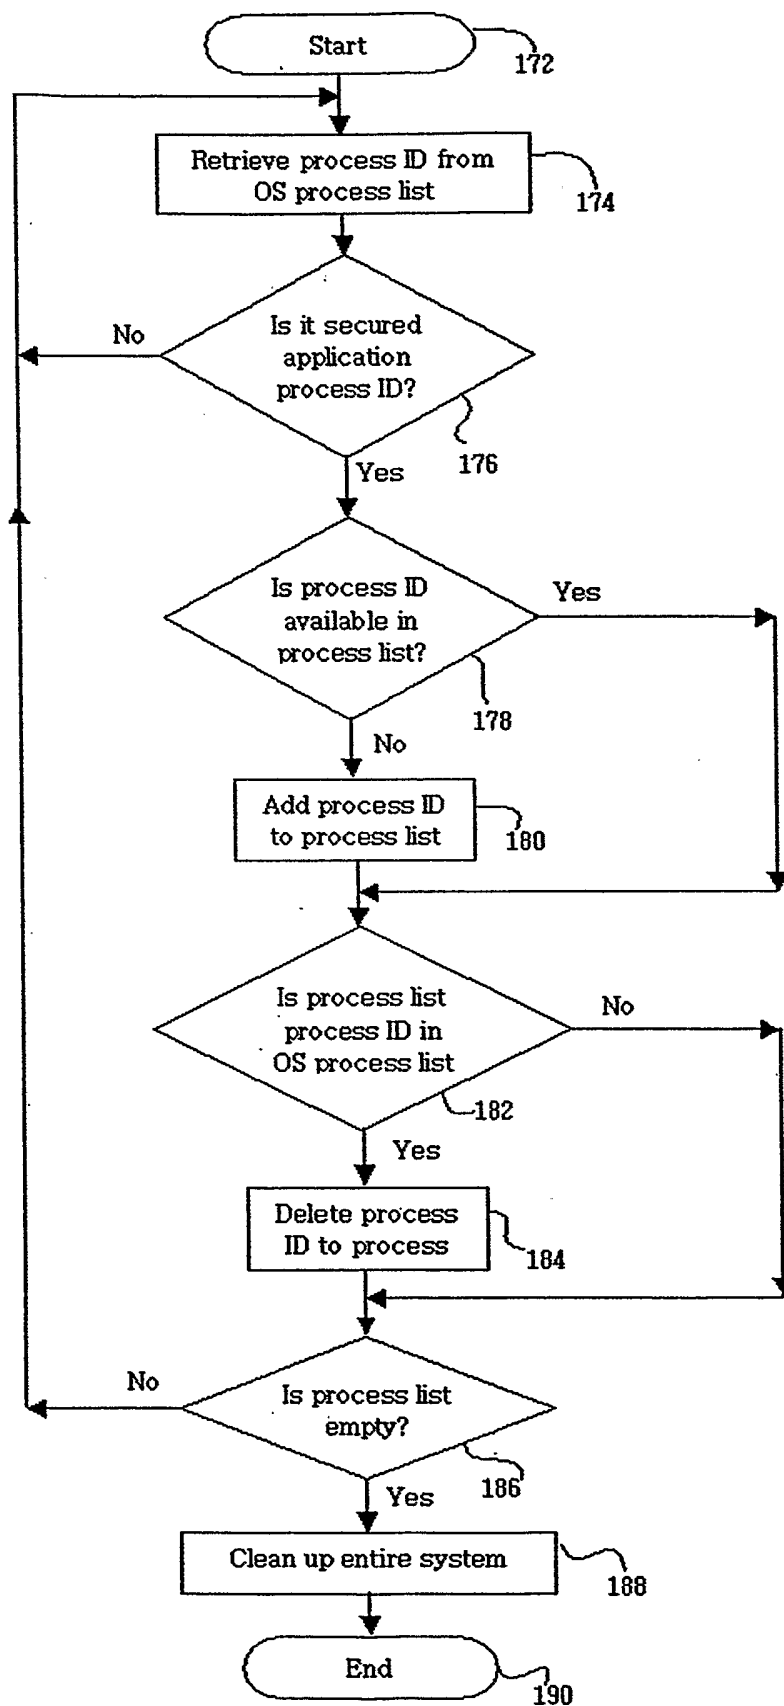 Start
172
Retrieve process ID from
OS process list
174
No
Is it secured
application
process ID?
176
Yes
Is process ID
available in
process list?
Yes
178
No
Add process ID
to process list
180
Is process list
process ID in
OS process list
No
182
Yes
Delete process
ID to process
184
No
Is process list
empty?
186
Yes
Clean up entire system
188
End
190